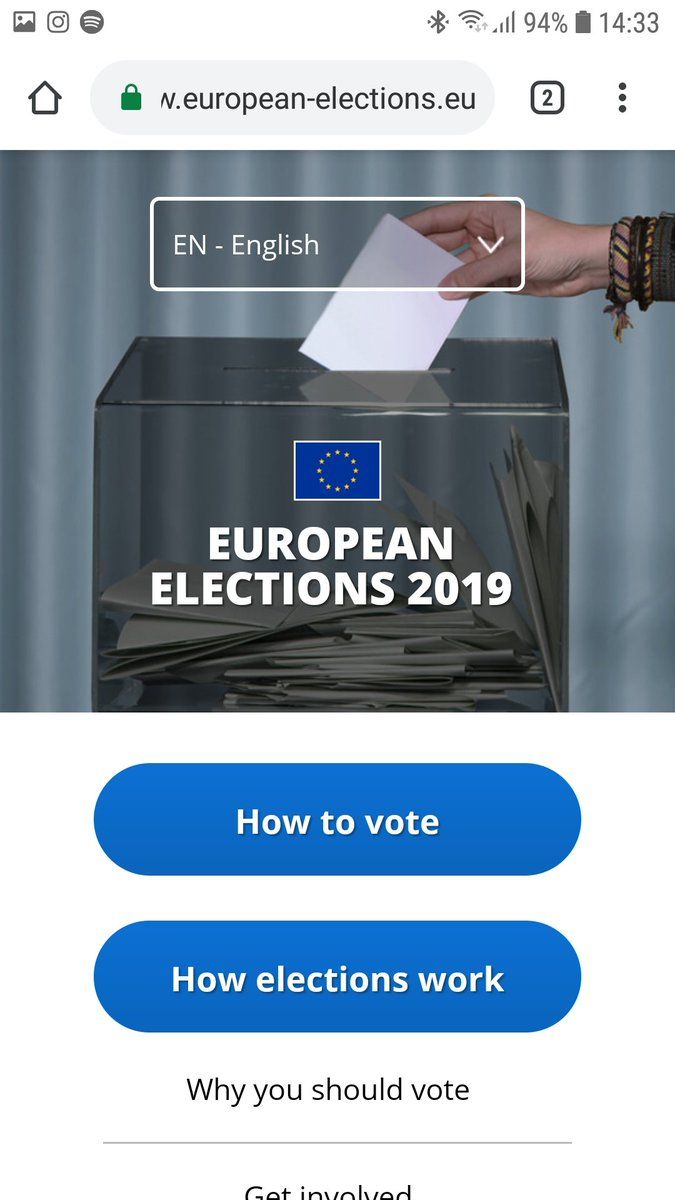 94% 14:33
w.european-elections.eu 2
EN - English
EUROPEAN
ELECTIONS 2019
How to vote
How elections work
Why you should vote
Get involved